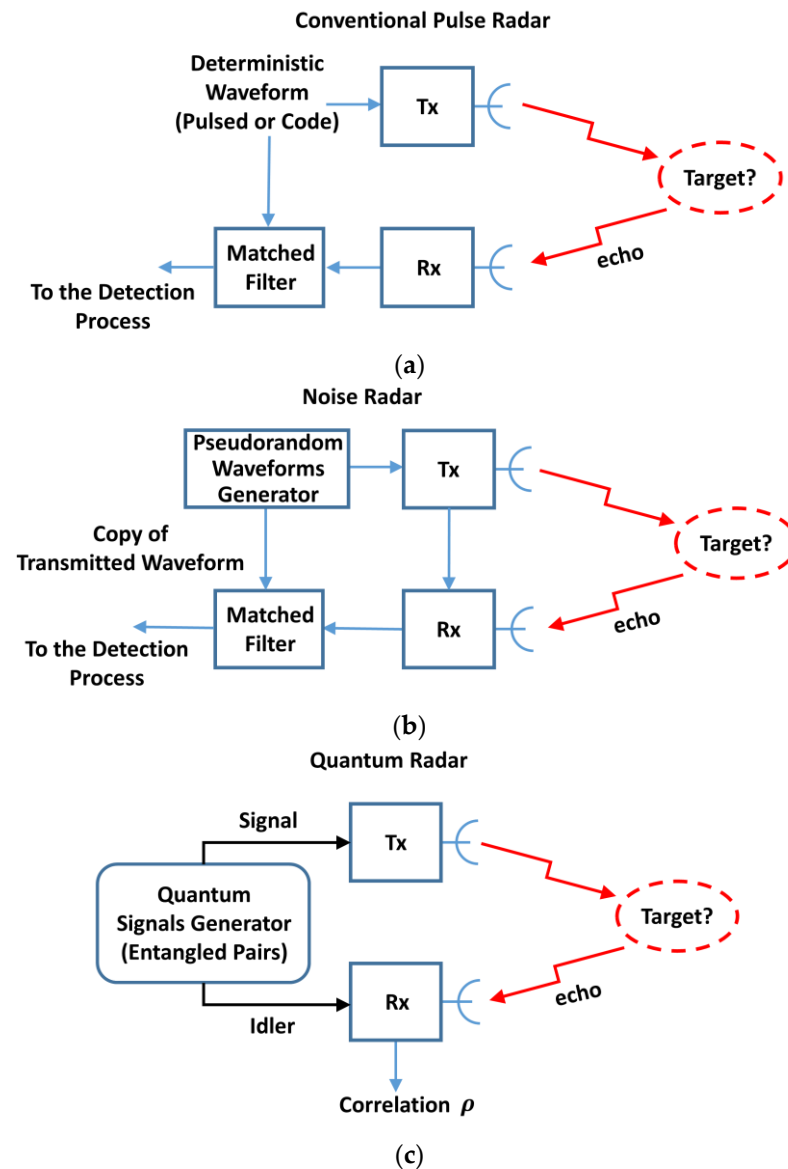 Conventional Pulse Radar
Deterministic
Waveform
(Pulsed or Code)
Tx
Target?
Matched
Filter
Rx
echo
To the Detection
Process
(a)
Noise Radar
Pseudorandom
Waveforms
Generator
Tx
Copy of
Transmitted Waveform
Target?
Matched
Filter
Rx
echo
To the Detection
Process
(b)
Quantum Radar
Signal
Tx
Quantum
Signals Generator
(Entangled Pairs)
Target?
Rx
echo
Idler
Correlation ρ
(c)